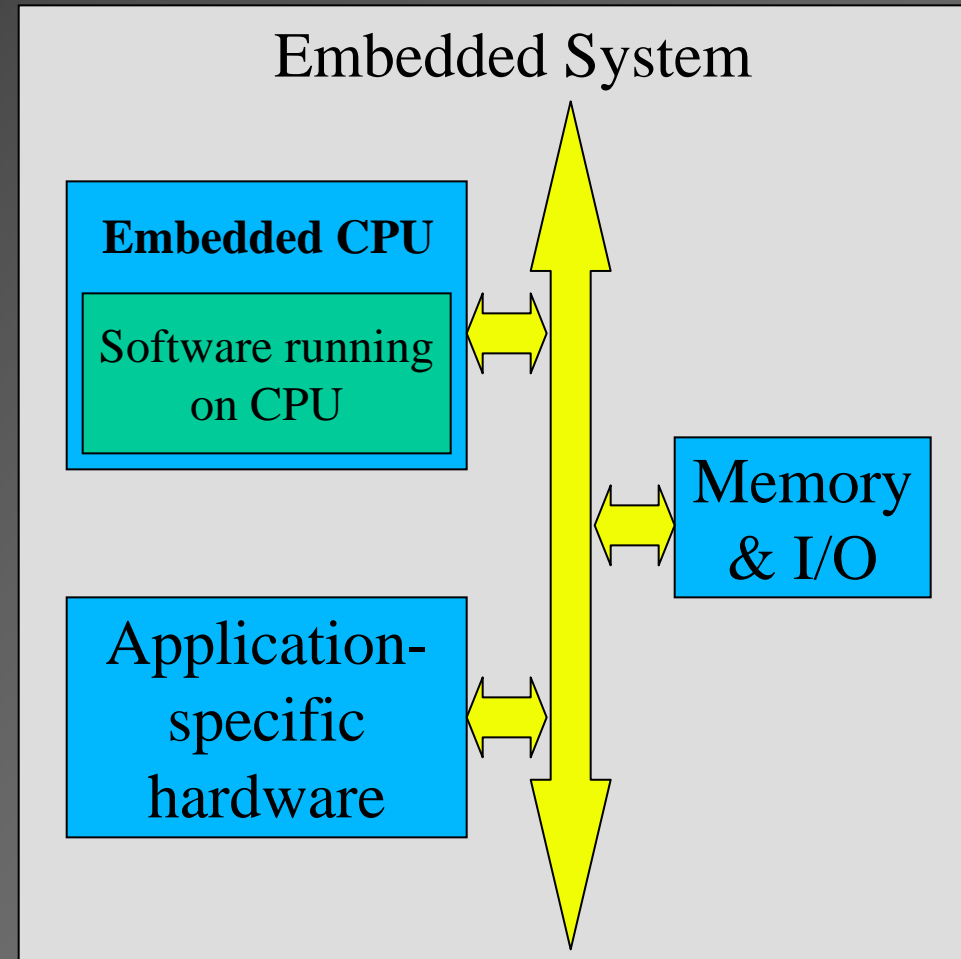 Embedded System
Embedded CPU
Software running
on CPU
Memory
& I/O
Application-
specific
hardware